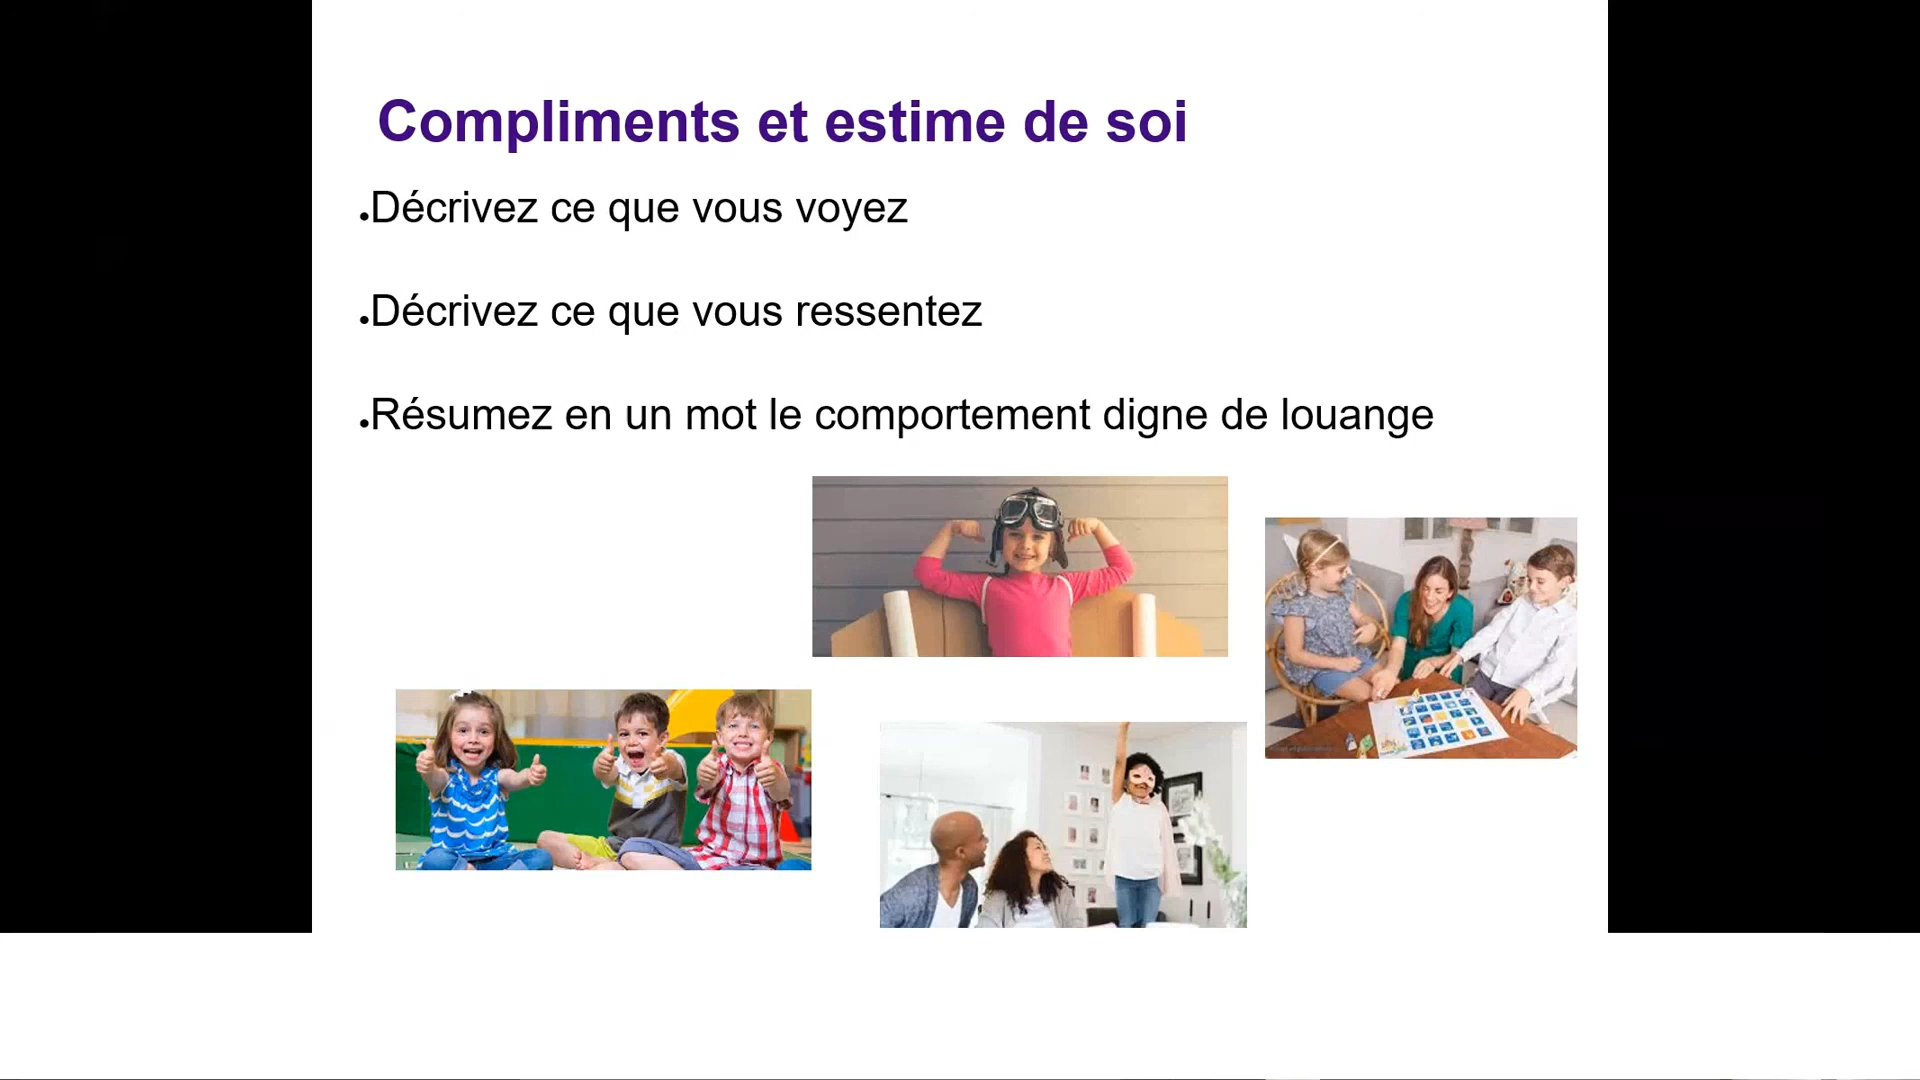 Compliments et estime de soi
•Décrivez ce que vous voyez
•Décrivez ce que vous ressentez
•Résumez en un mot le comportement digne de louange